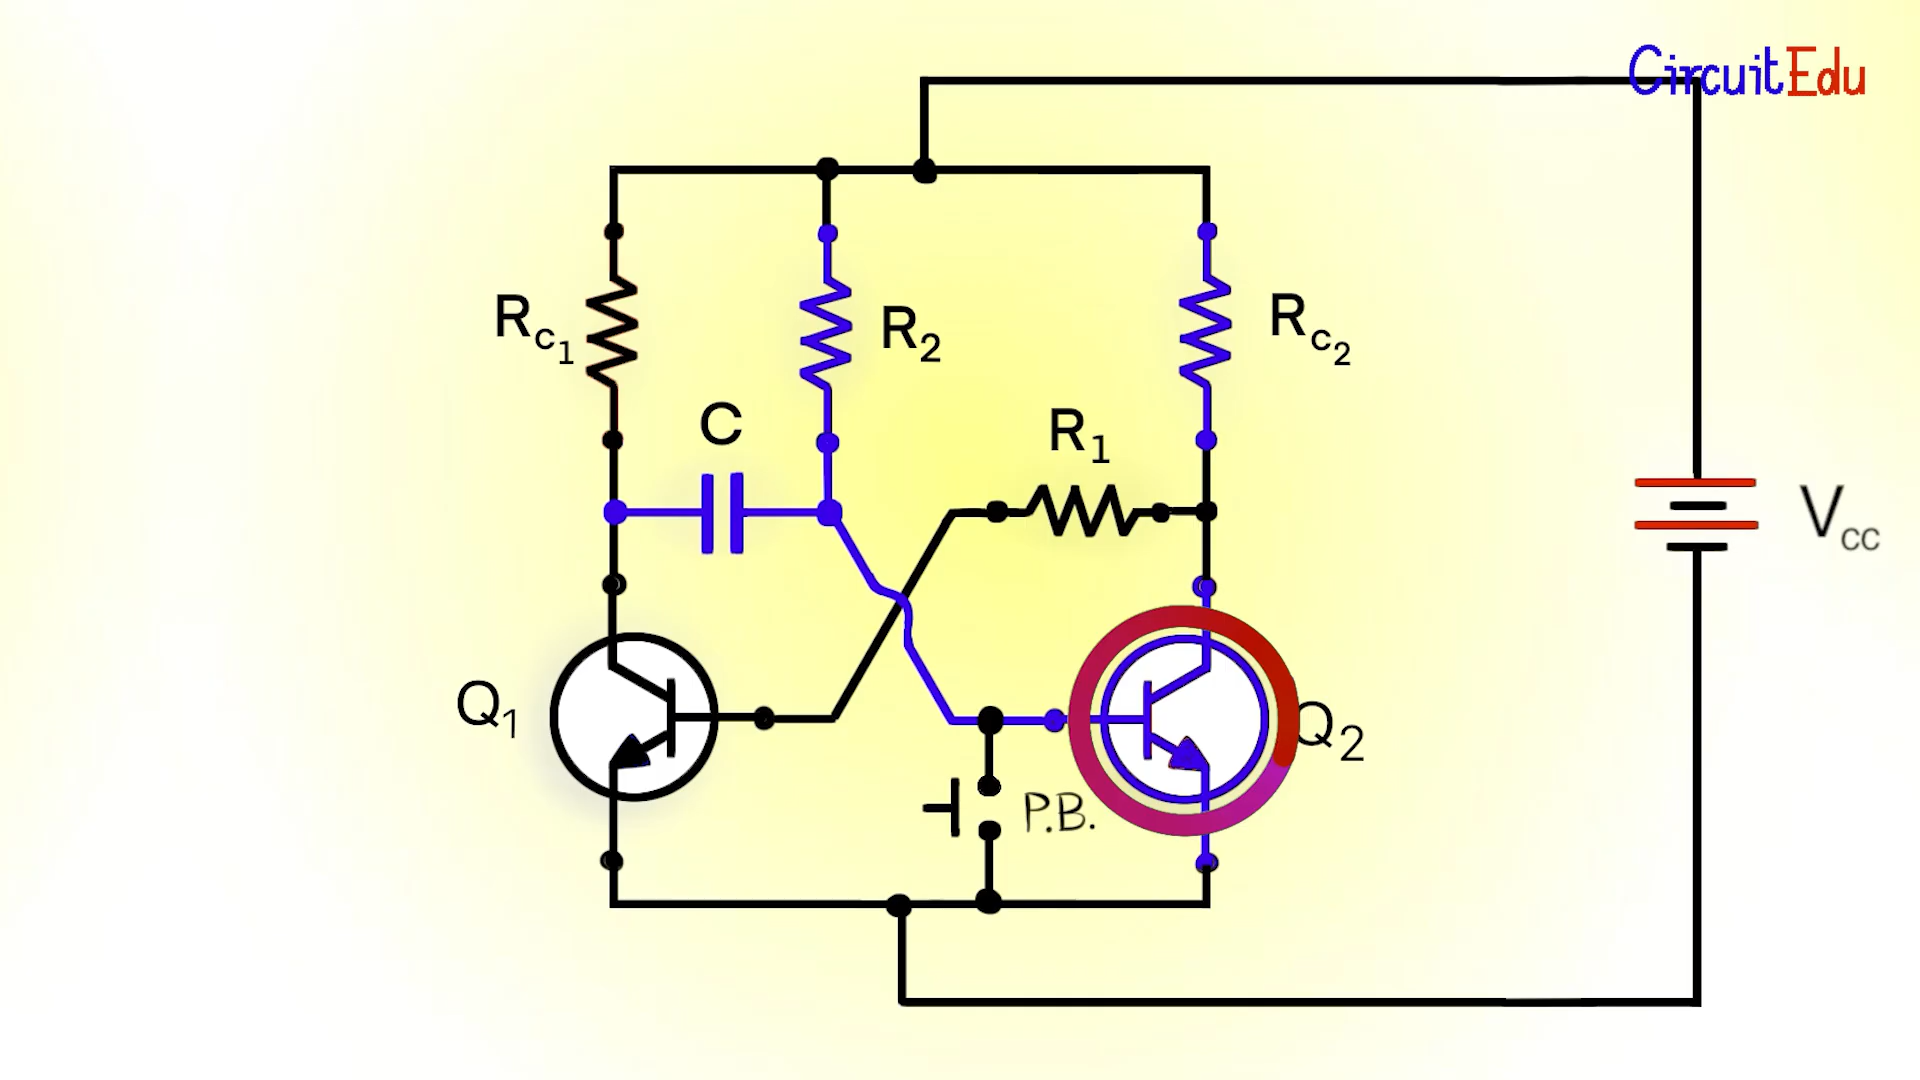 CircuitEdu
Rc1
R2
Rc2
C
R1
Vcc
Q1
Q2
P.B.